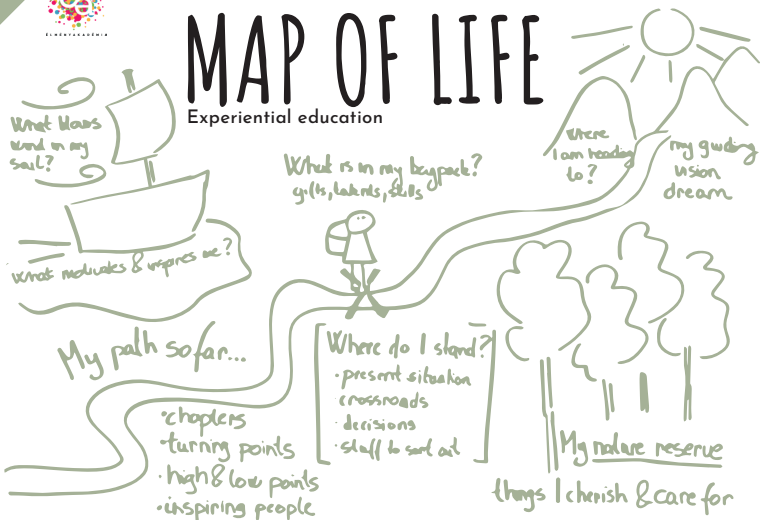 ÉLMÉNYAKADÉMIA
MAP OF LIFE
Experiential education
What blows
wind in my
sail?
What motivates & inspires me?
What is in my bagpack?
gifts, talents, skills
where
I am heading
to?
my guiding
vision
dream
My path so far...
• chapters
• turning points
• high & low points
• inspiring people
Where do I stand?
• present situation
• crossroads
• decisions
• stuff to sort out
My nature reserve
things I cherish & care for